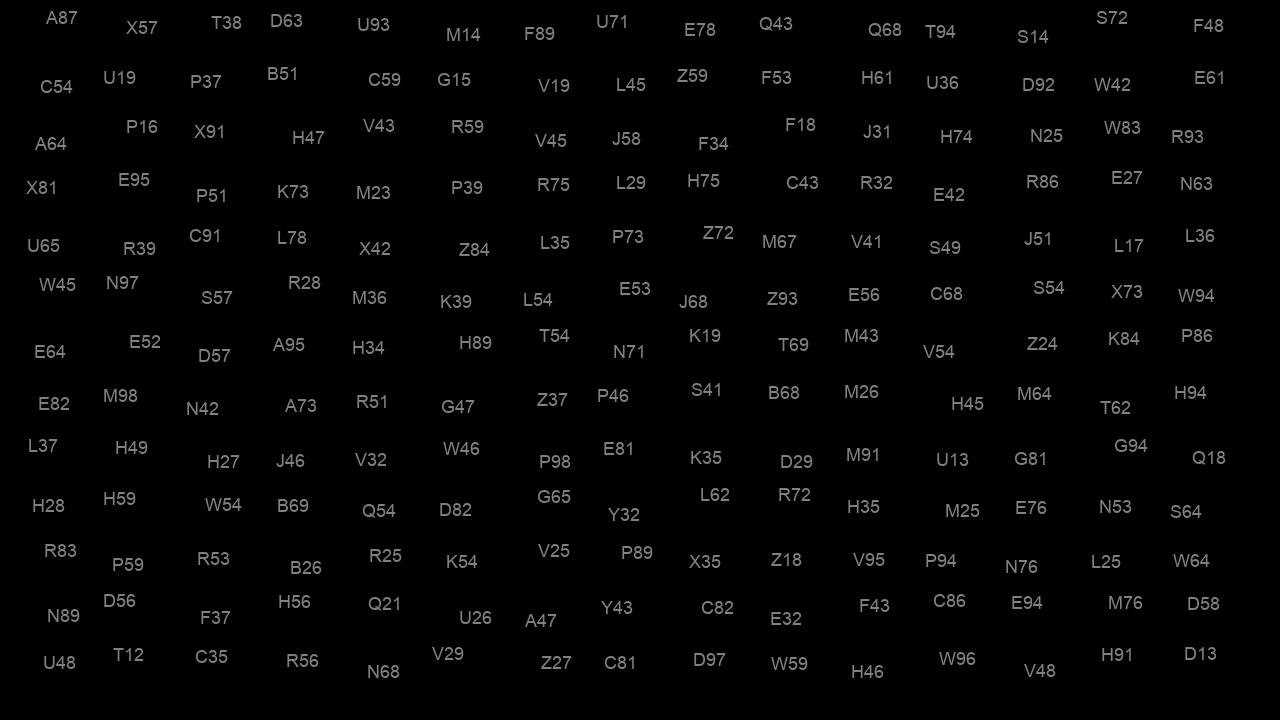 A87 X57 T38 D63 U93 M14 F89 U71 E78 Q43 Q68 T94 S14 S72 F48
C54 U19 P37 B51 C59 G15 V19 L45 Z59 F53 H61 U36 D92 W42 E61
A64 P16 X91 H47 V43 R59 V45 J58 F34 F18 J31 H74 N25 W83 R93
X81 E95 P51 K73 M23 P39 R75 L29 H75 C43 R32 E42 R86 E27 N63
U65 R39 C91 L78 X42 Z84 L35 P73 Z72 M67 V41 S49 J51 L17 L36
W45 N97 S57 R28 M36 K39 L54 E53 J68 Z93 E56 C68 S54 X73 W94
E64 E52 D57 A95 H34 H89 T54 N71 K19 T69 M43 V54 Z24 K84 P86
E82 M98 N42 A73 R51 G47 Z37 P46 S41 B68 M26 H45 M64 T62 H94
L37 H49 H27 J46 V32 W46 P98 E81 K35 D29 M91 U13 G81 G94 Q18
H28 H59 W54 B69 Q54 D82 G65 Y32 L62 R72 H35 M25 E76 N53 S64
R83 P59 R53 B26 R25 K54 V25 P89 X35 Z18 V95 P94 N76 L25 W64
N89 D56 F37 H56 Q21 U26 A47 Y43 C82 E32 F43 C86 E94 M76 D58
U48 T12 C35 R56 N68 V29 Z27 C81 D97 W59 H46 W96 V48 H91 D13